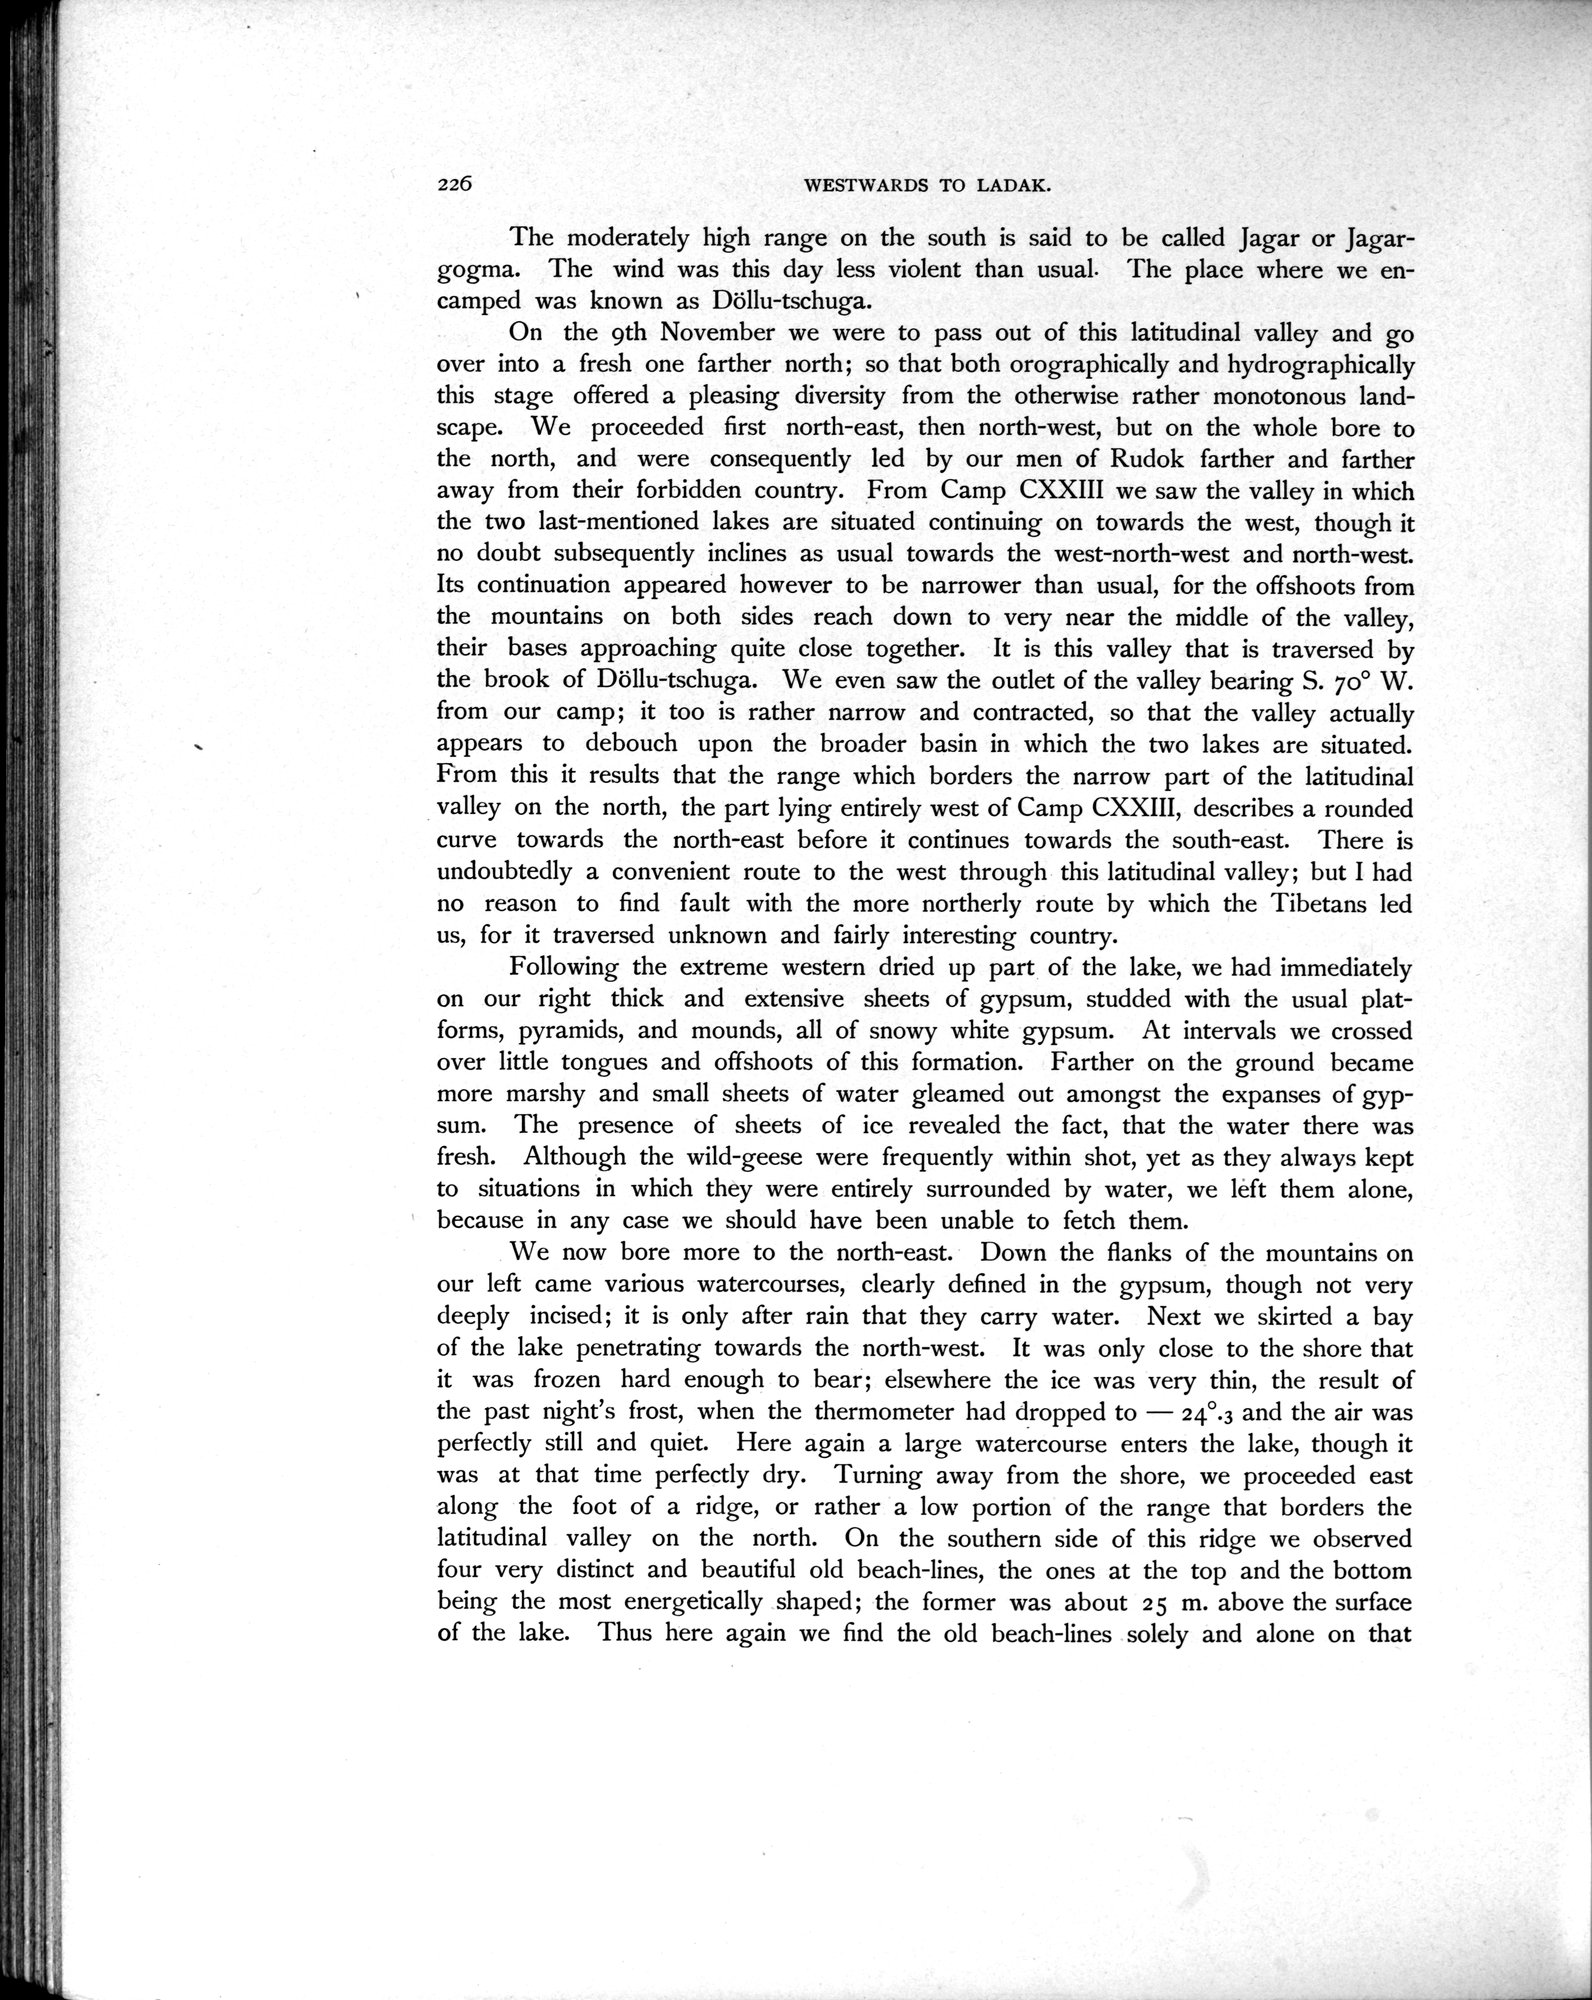 226 WESTWARDS TO LADAK.
The moderately high range on the south is said to be called Jagar or Jagar-
gogma. The wind was this day less violent than usual. The place where we en-
camped was known as Döllu-tschuga.
On the 9th November we were to pass out of this latitudinal valley and go
over into a fresh one farther north; so that both orographically and hydrographically
this stage offered a pleasing diversity from the otherwise rather monotonous land-
scape. We proceeded first north-east, then north-west, but on the whole bore to
the north, and were consequently led by our men of Rudok farther and farther
away from their forbidden country. From Camp CXXIII we saw the valley in which
the two last-mentioned lakes are situated continuing on towards the west, though it
no doubt subsequently inclines as usual towards the west-north-west and north-west.
Its continuation appeared however to be narrower than usual, for the offshoots from
the mountains on both sides reach down to very near the middle of the valley,
their bases approaching quite close together. It is this valley that is traversed by
the brook of Döllu-tschuga. We even saw the outlet of the valley bearing S. 70° W.
from our camp; it too is rather narrow and contracted, so that the valley actually
appears to debouch upon the broader basin in which the two lakes are situated.
From this it results that the range which borders the narrow part of the latitudinal
valley on the north, the part lying entirely west of Camp CXXIII, describes a rounded
curve towards the north-east before it continues towards the south-east. There is
undoubtedly a convenient route to the west through this latitudinal valley; but I had
no reason to find fault with the more northerly route by which the Tibetans led
us, for it traversed unknown and fairly interesting country.
Following the extreme western dried up part of the lake, we had immediately
on our right thick and extensive sheets of gypsum, studded with the usual plat-
forms, pyramids, and mounds, all of snowy white gypsum. At intervals we crossed
over little tongues and offshoots of this formation. Farther on the ground became
more marshy and small sheets of water gleamed out amongst the expanses of gyp-
sum. The presence of sheets of ice revealed the fact, that the water there was
fresh. Although the wild-geese were frequently within shot, yet as they always kept
to situations in which they were entirely surrounded by water, we left them alone,
because in any case we should have been unable to fetch them.
We now bore more to the north-east. Down the flanks of the mountains on
our left came various watercourses, clearly defined in the gypsum, though not very
deeply incised; it is only after rain that they carry water. Next we skirted a bay
of the lake penetrating towards the north-west. It was only close to the shore that
it was frozen hard enough to bear; elsewhere the ice was very thin, the result of
the past night's frost, when the thermometer had dropped to — 24°.3 and the air was
perfectly still and quiet. Here again a large watercourse enters the lake, though it
was at that time perfectly dry. Turning away from the shore, we proceeded east
along the foot of a ridge, or rather a low portion of the range that borders the
latitudinal valley on the north. On the southern side of this ridge we observed
four very distinct and beautiful old beach-lines, the ones at the top and the bottom
being the most energetically shaped; the former was about 25 m. above the surface
of the lake. Thus here again we find the old beach-lines solely and alone on that